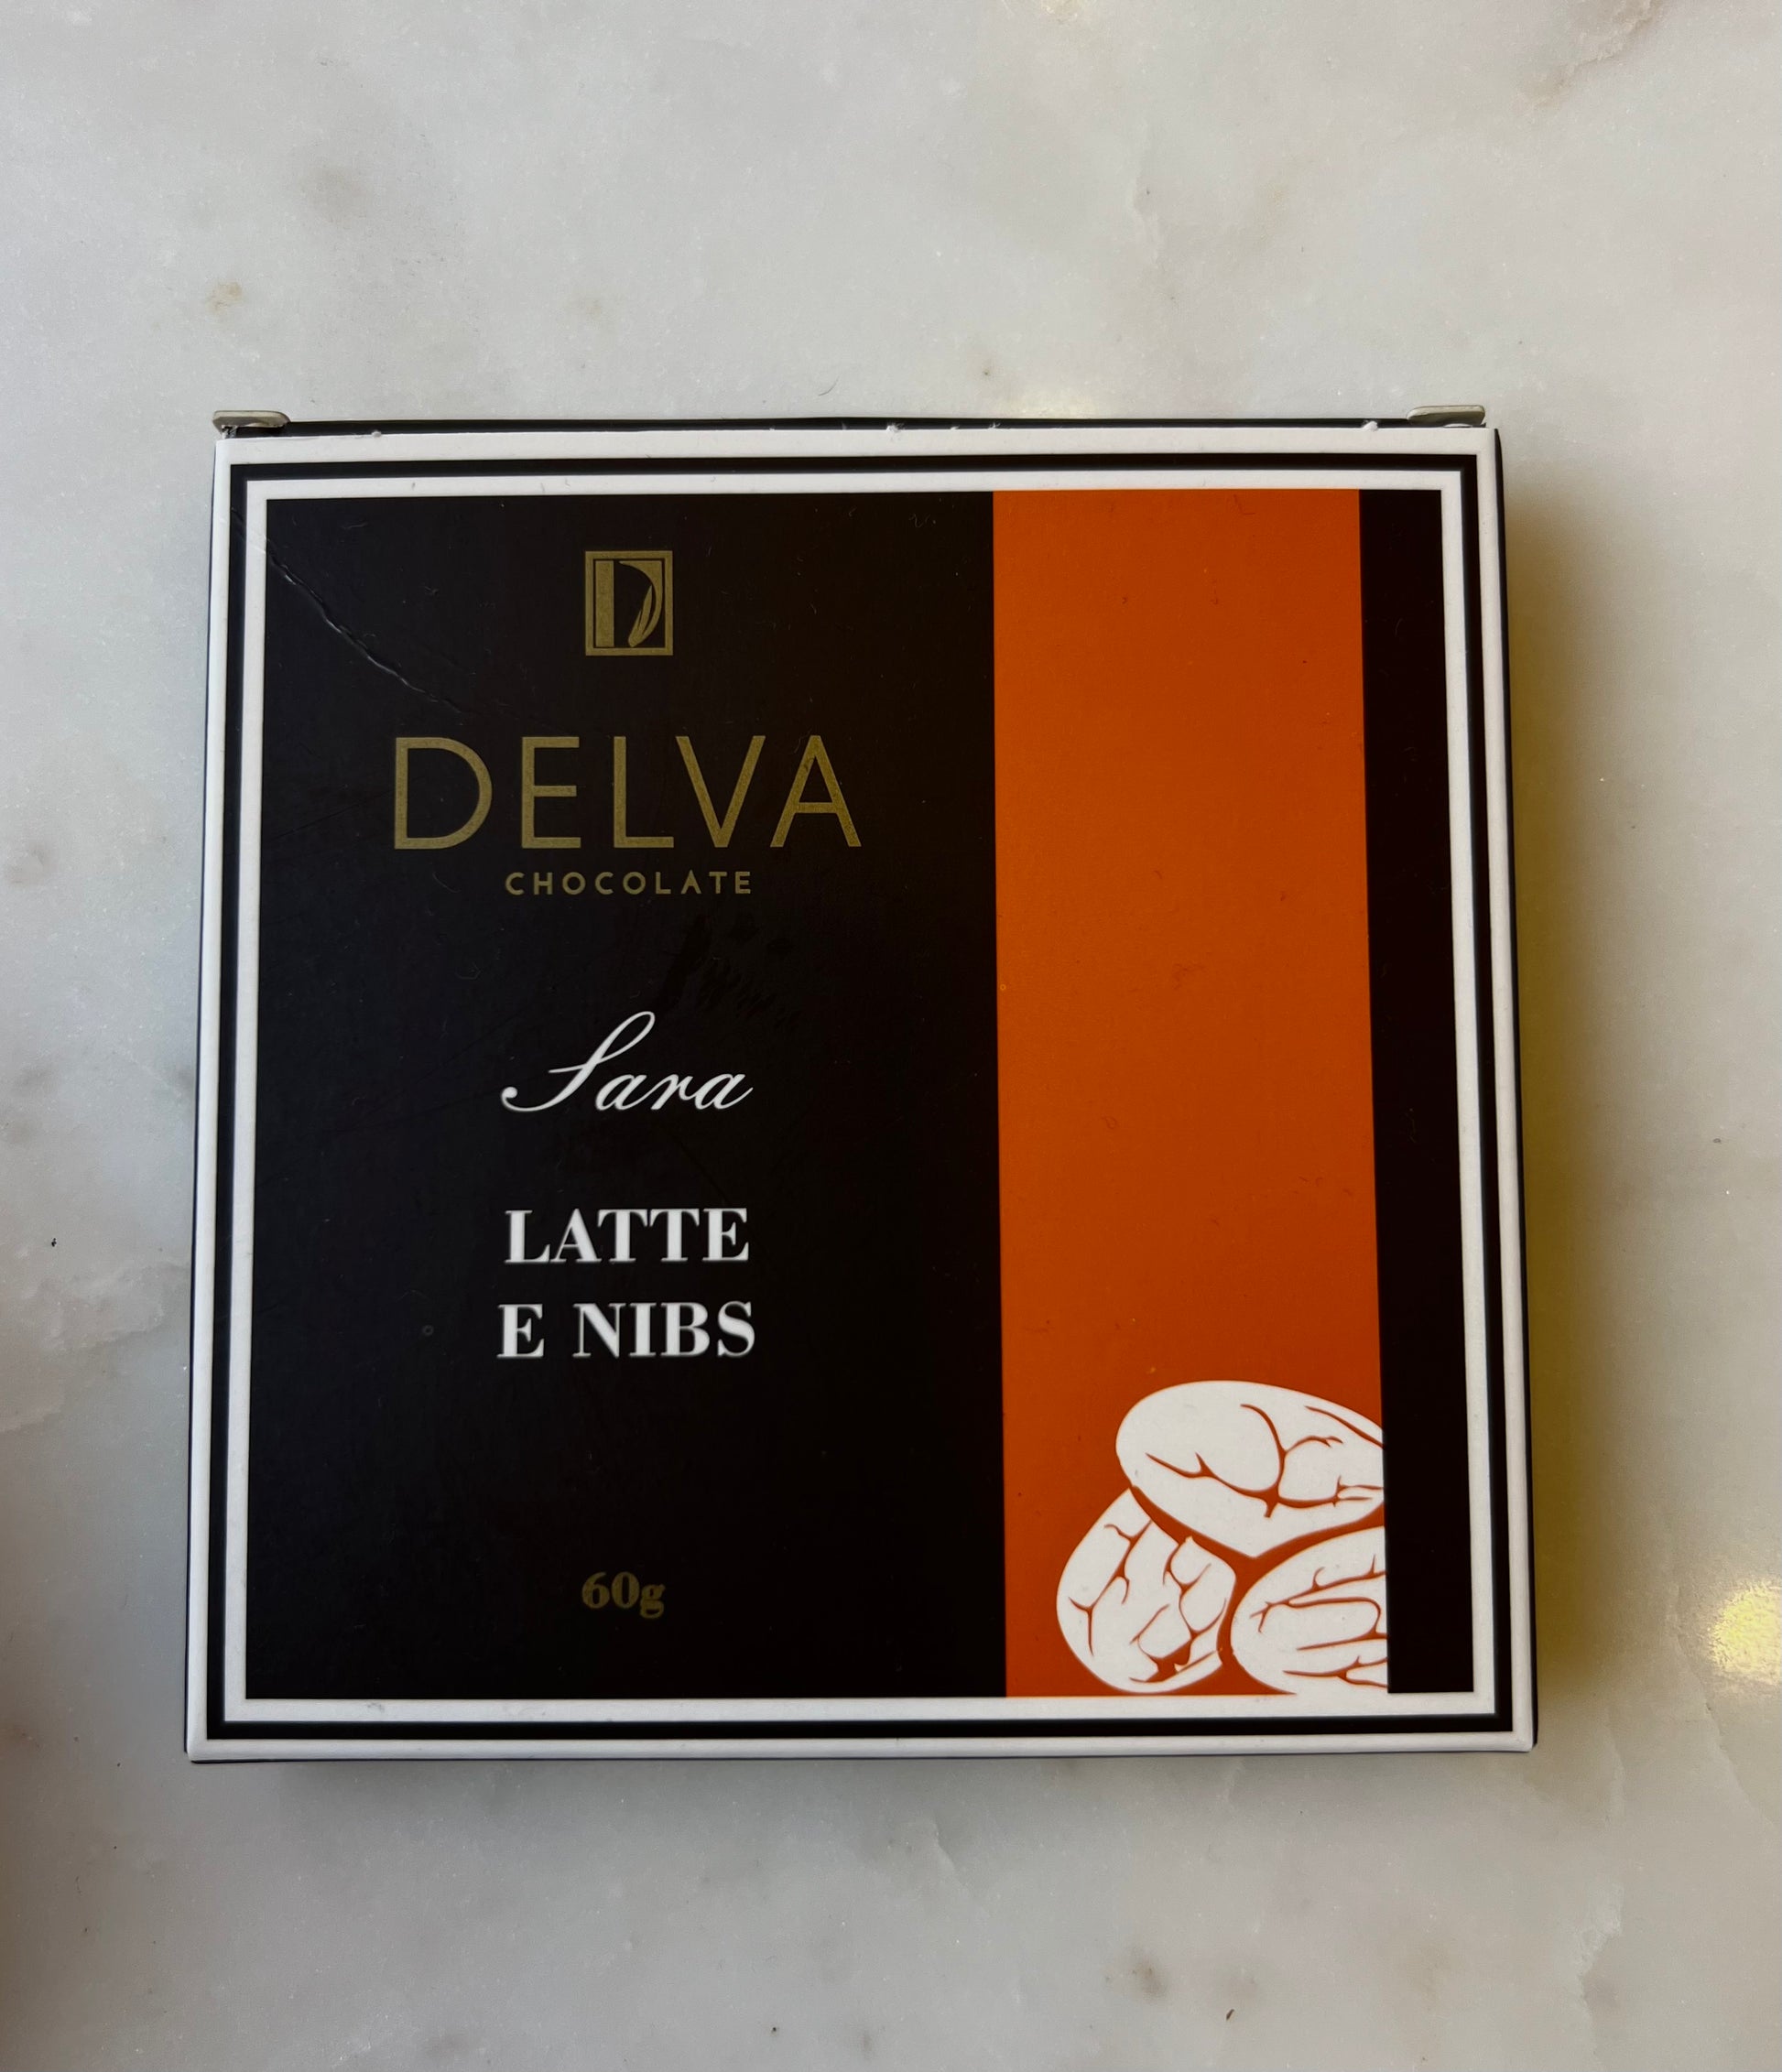 DELVA
CHOCOLATE
Sara
LATTE
E NIBS
60g